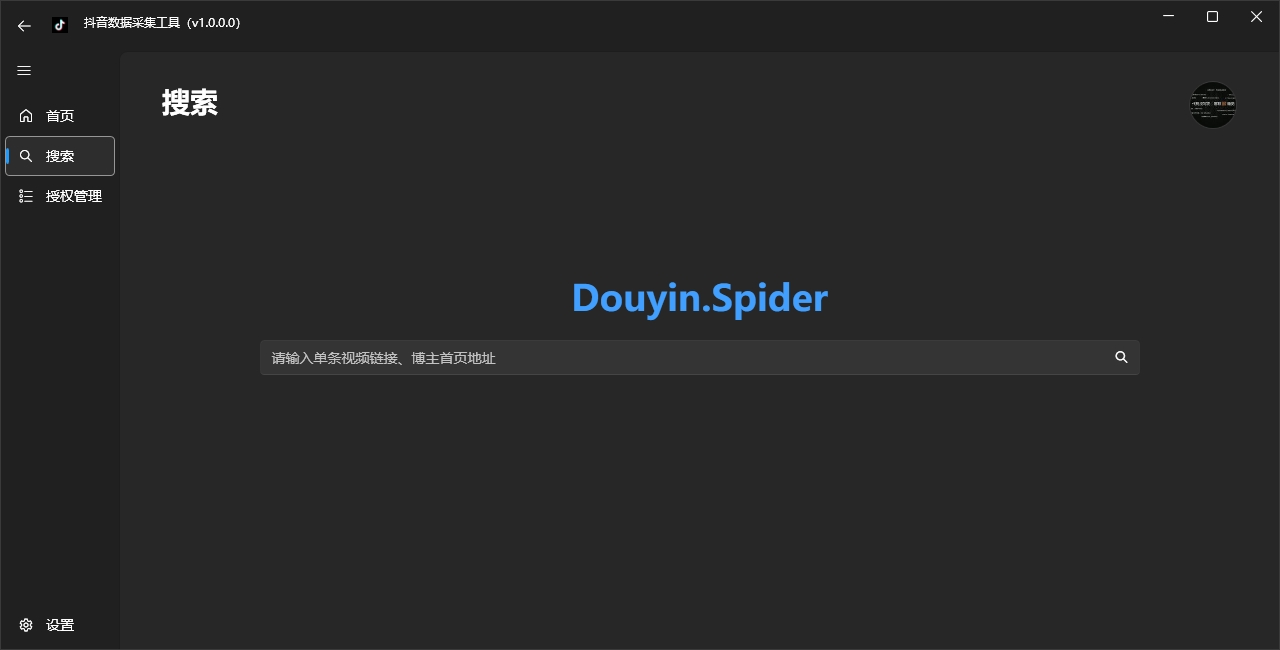 抖音数据采集工具（v1.0.0.0）
首页
搜索
授权管理
设置
搜索
Douyin.Spider
请输入单条视频链接、博主首页地址